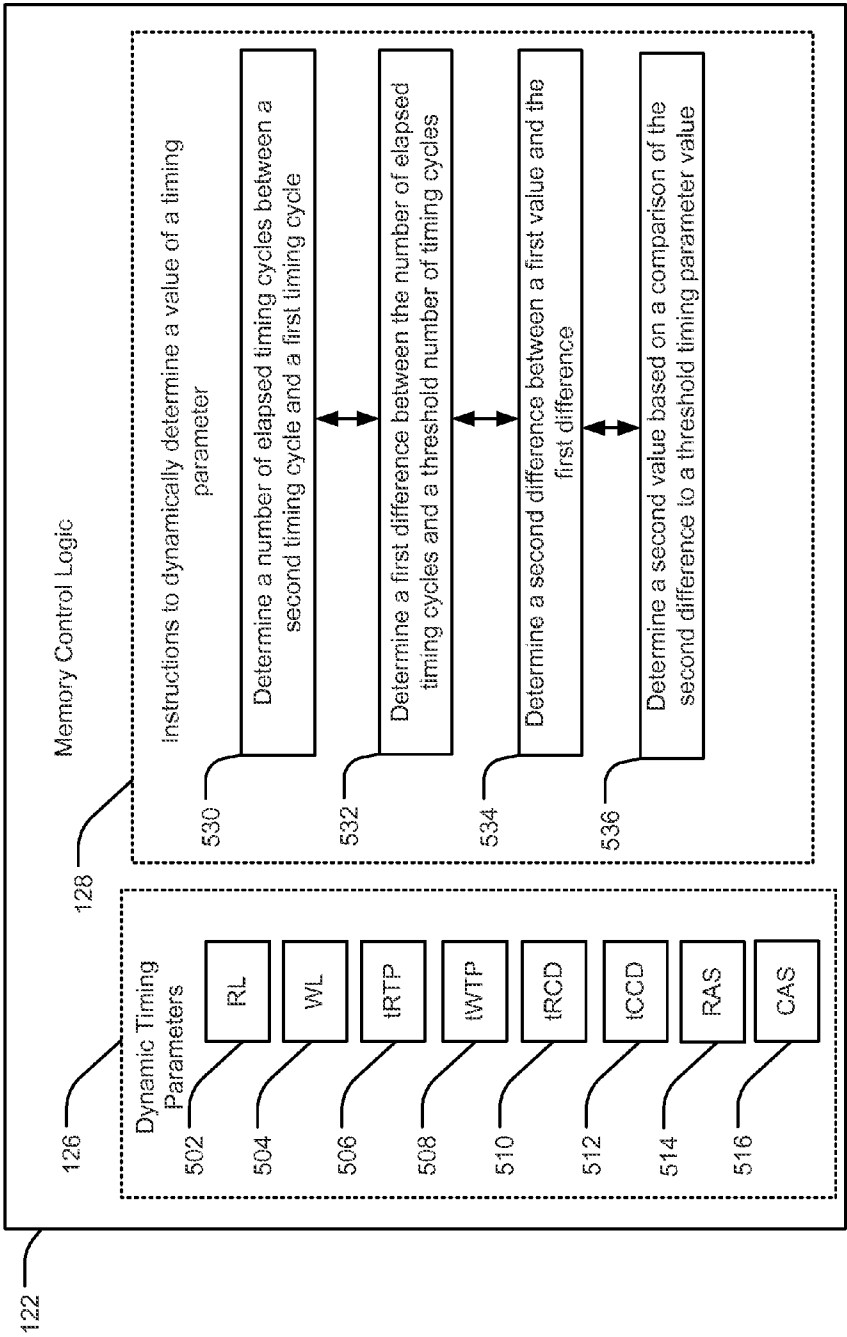 122
Memory Control Logic
126
Dynamic Timing
Parameters
502
RL
504
WL
506
tRTP
508
tWTP
510
tRCD
512
tCCD
514
RAS
516
CAS
128
Instructions to dynamically determine a value of a timing
parameter
530
Determine a number of elapsed timing cycles between a
second timing cycle and a first timing cycle
532
Determine a first difference between the number of elapsed
timing cycles and a threshold number of timing cycles
534
Determine a second difference between a first value and the
first difference
536
Determine a second value based on a comparison of the
second difference to a threshold timing parameter value